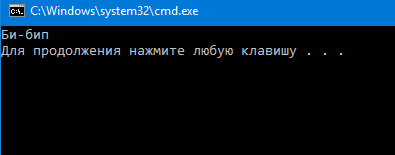 C:\Windows\system32\cmd.exe
Би-бип
Для продолжения нажмите любую клавишу . . .